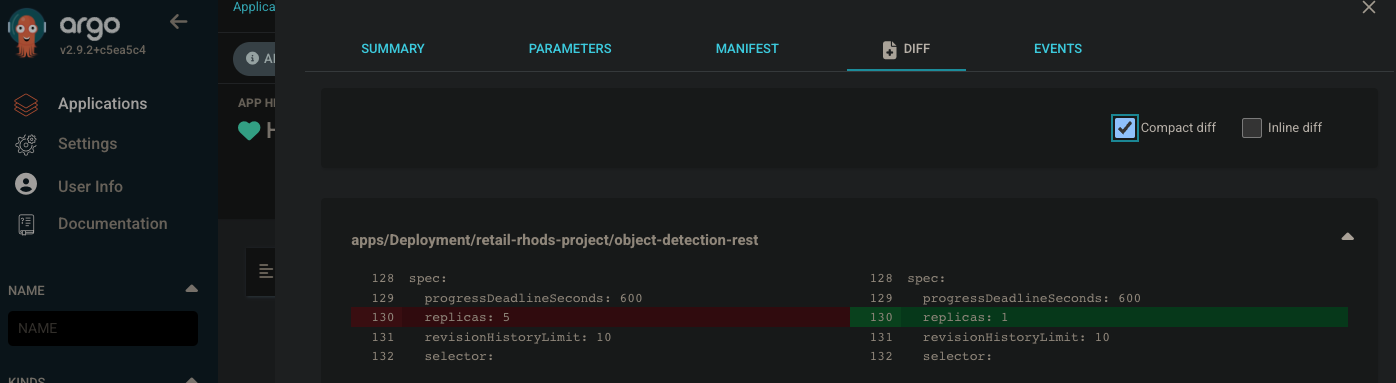 argo
v2.9.2+c5ea5c4
Applications
Settings
User Info
Documentation
NAME
NAME
KINDS
Applica
AP
APP HE
H
SUMMARY
PARAMETERS
MANIFEST
DIFF
EVENTS
Compact diff
Inline diff
apps/Deployment/retail-rhods-project/object-detection-rest
128 spec:
129 progressDeadlineSeconds: 600
130 replicas: 5
131 revisionHistoryLimit: 10
132 selector:
128 spec:
129 progressDeadlineSeconds: 600
130 replicas: 1
131 revisionHistoryLimit: 10
132 selector: